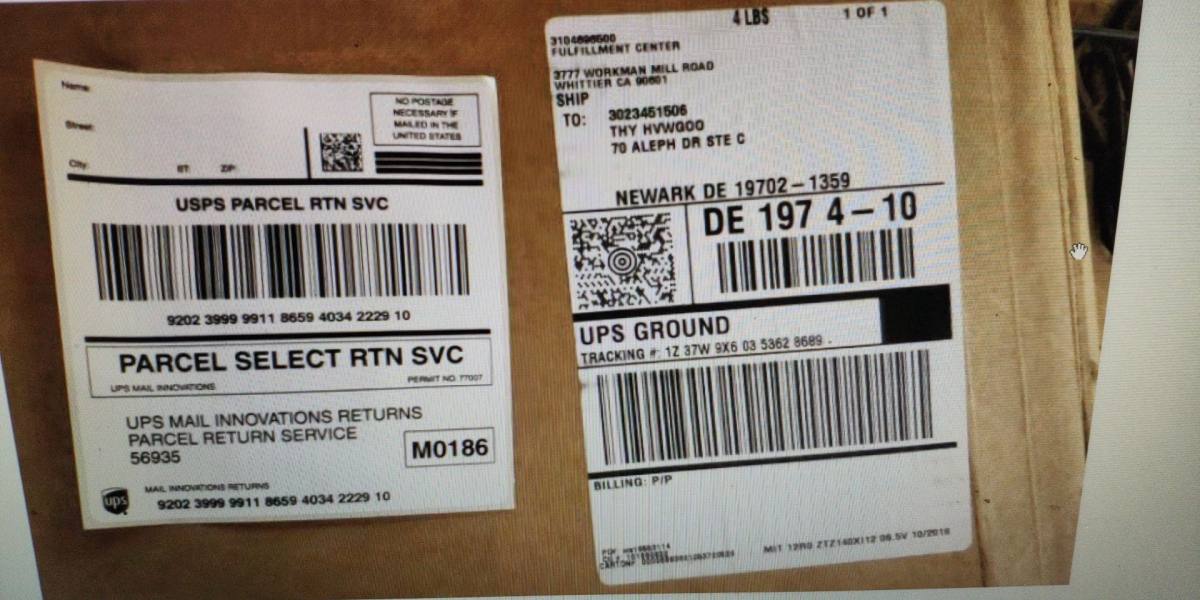 Name:
Street:
City: ST: ZIP:
NO POSTAGE
NECESSARY IF
MAILED IN THE
UNITED STATES
USPS PARCEL RTN SVC
9202 3999 9911 8659 4034 2229 10
PARCEL SELECT RTN SVC
UPS MAIL INNOVATIONS PERMIT NO. 77007
UPS MAIL INNOVATIONS RETURNS
PARCEL RETURN SERVICE
56935
M0186
ups
MAIL INNOVATIONS RETURNS
9202 3999 9911 8659 4034 2229 10
4 LBS 1 OF 1
FULFILLMENT CENTER
3777 WORKMAN MILL ROAD
WHITTIER CA 90601
SHIP
TO: 3023451506
THY HVWGOO
70 ALEPH DR STE C
NEWARK DE 19702-1359
DE 197 4-10
UPS GROUND
TRACKING #: 1Z 37W 9X6 03 5362 8689
BILLING: P/P